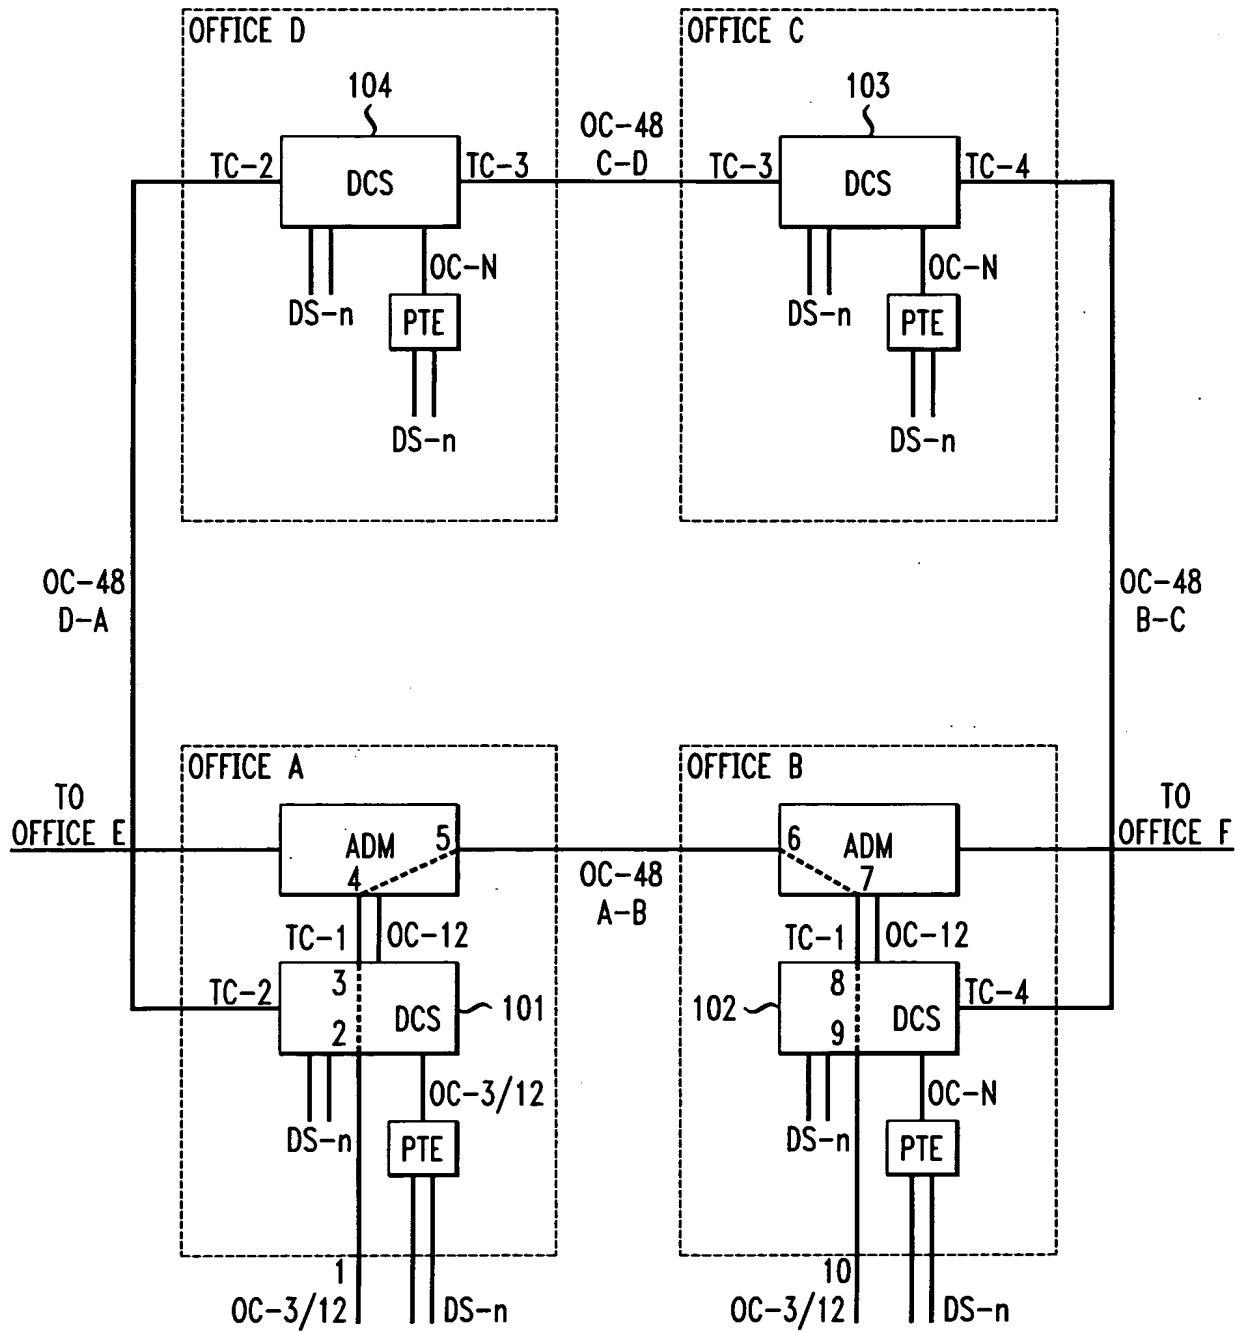 OFFICE D
104
TC-2
DCS
TC-3
OC-N
DS-n
PTE
DS-n
OC-48
C-D
OFFICE C
103
TC-3
DCS
TC-4
OC-N
DS-n
PTE
DS-n
OC-48
D-A
OC-48
B-C
TO
OFFICE E
OFFICE A
ADM
5
4
TC-1
OC-12
TC-2
3
2
DCS
101
OC-3/12
DS-n
PTE
1
OC-3/12
DS-n
OC-48
A-B
OFFICE B
6
ADM
7
TC-1
OC-12
102
8
9
DCS
TC-4
OC-N
DS-n
PTE
10
OC-3/12
DS-n
TO
OFFICE F